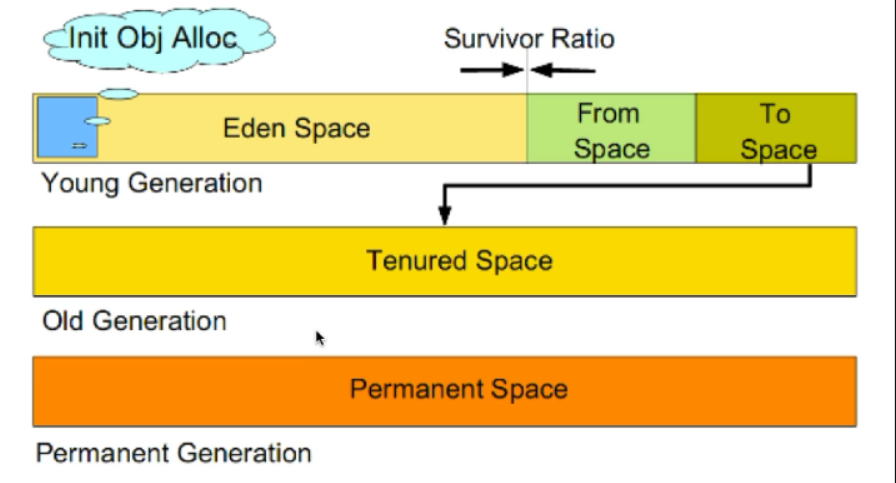 Init Obj Alloc
Survivor Ratio
Eden Space
From
Space
To
Space
Young Generation
Tenured Space
Old Generation
Permanent Space
Permanent Generation